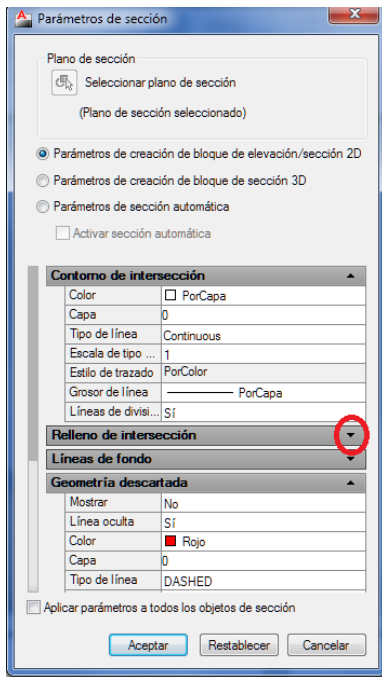 Parámetros de sección
Plano de sección
Seleccionar plano de sección
(Plano de sección seleccionado)
Parámetros de creación de bloque de elevación/sección 2D
Parámetros de creación de bloque de sección 3D
Parámetros de sección automática
Activar sección automática
Contorno de intersección
Color PorCapa
Capa 0
Tipo de línea Continuous
Escala de tipo ... 1
Estilo de trazado PorColor
Grosor de línea PorCapa
Líneas de divisi... Sí
Relleno de intersección
Líneas de fondo
Geometría descartada
Mostrar No
Línea oculta Sí
Color Rojo
Capa 0
Tipo de línea DASHED
Aplicar parámetros a todos los objetos de sección
Aceptar Restablecer Cancelar